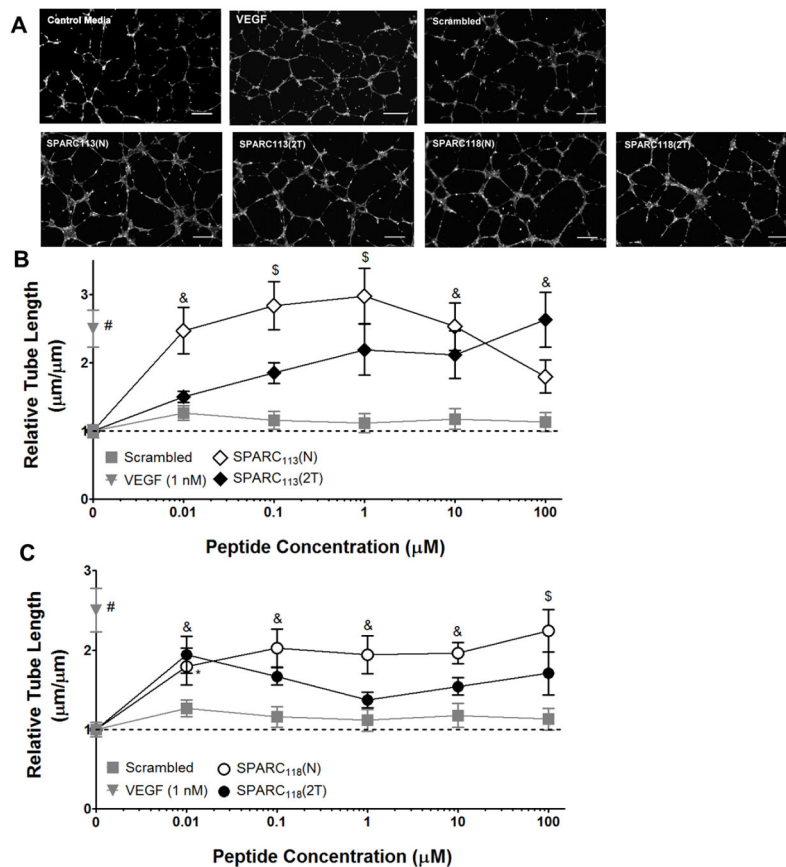 A
Control Media
VEGF
Scrambled
SPARC113(N)
SPARC113(2T)
SPARC118(N)
SPARC118(2T)
B
Relative Tube Length
(µm/µm)
3
2
1
0
#
&
$
$
&
&
Scrambled
SPARC113(N)
VEGF (1 nM)
SPARC113(2T)
0
0.01
0.1
1
10
100
Peptide Concentration (µM)
C
Relative Tube Length
(µm/µm)
3
2
1
0
#
&
*
&
&
&
$
Scrambled
SPARC118(N)
VEGF (1 nM)
SPARC118(2T)
0
0.01
0.1
1
10
100
Peptide Concentration (µM)